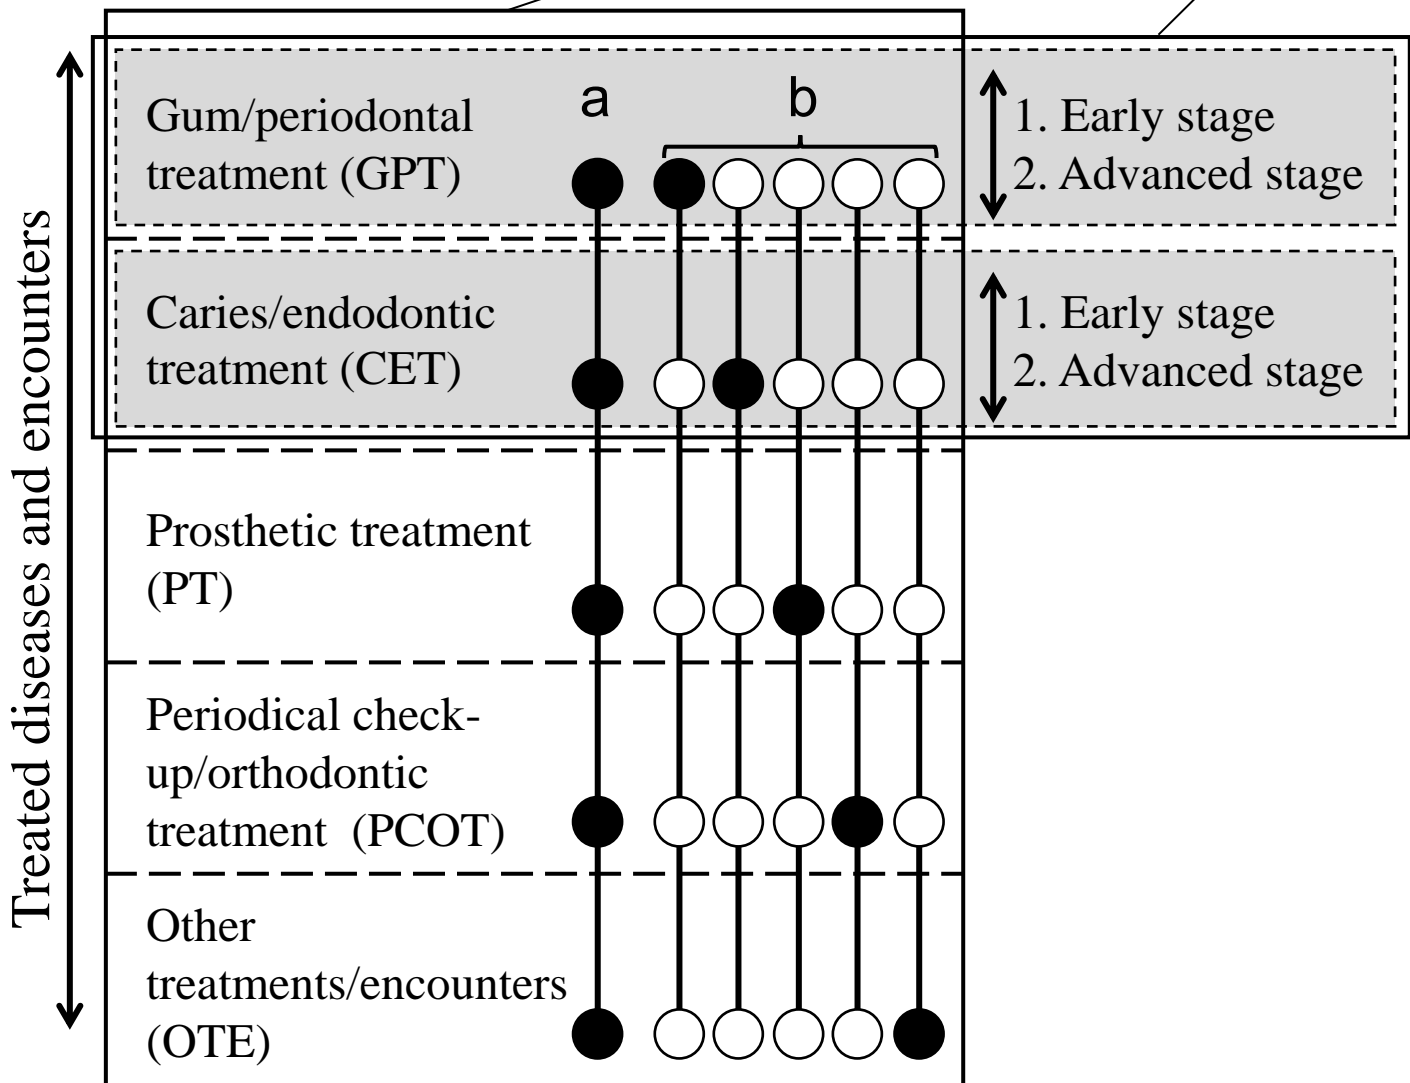 Treated diseases and encounters
a
b
Gum/periodontal
treatment (GPT)
1. Early stage
2. Advanced stage
Caries/endodontic
treatment (CET)
1. Early stage
2. Advanced stage
Prosthetic treatment
(PT)
Periodical check-
up/orthodontic
treatment (PCOT)
Other
treatments/encounters
(OTE)